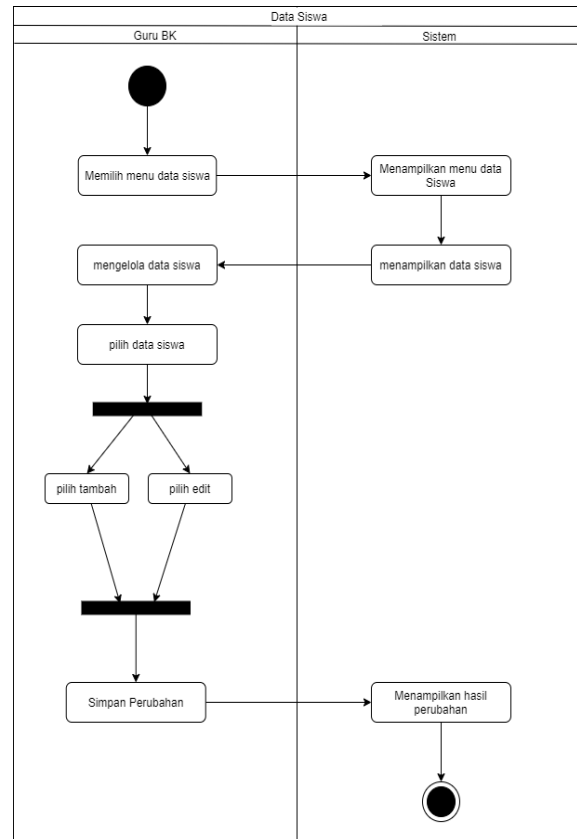 Data Siswa
Guru BK
Sistem
Memilih menu data siswa
Menampilkan menu data
Siswa
mengelola data siswa
menampilkan data siswa
pilih data siswa
pilih tambah
pilih edit
Simpan Perubahan
Menampilkan hasil
perubahan